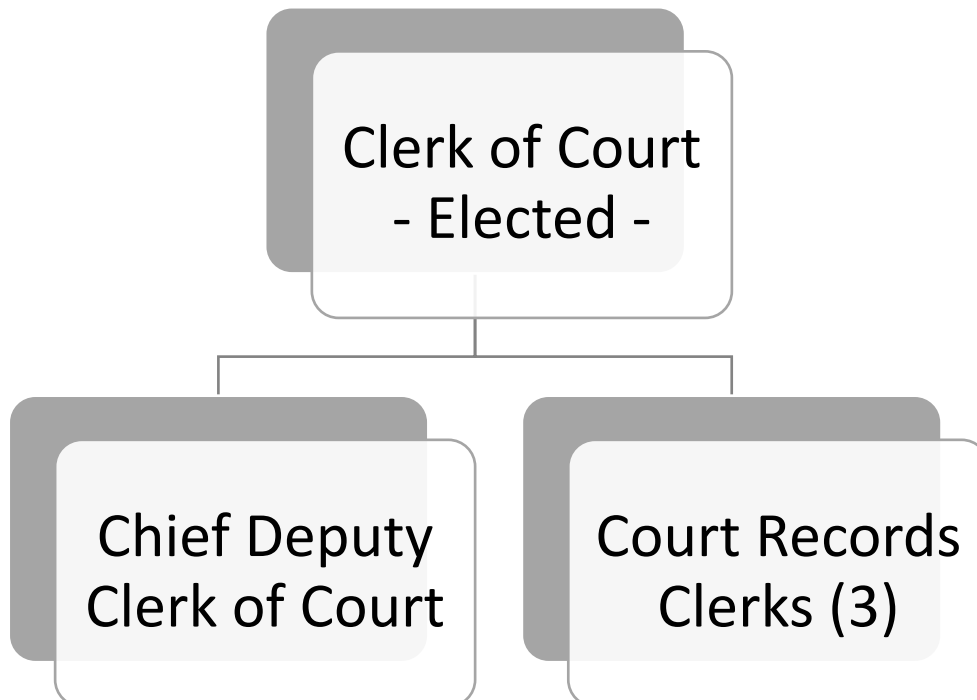 Clerk of Court
- Elected -
Chief Deputy
Clerk of Court
Court Records
Clerks (3)